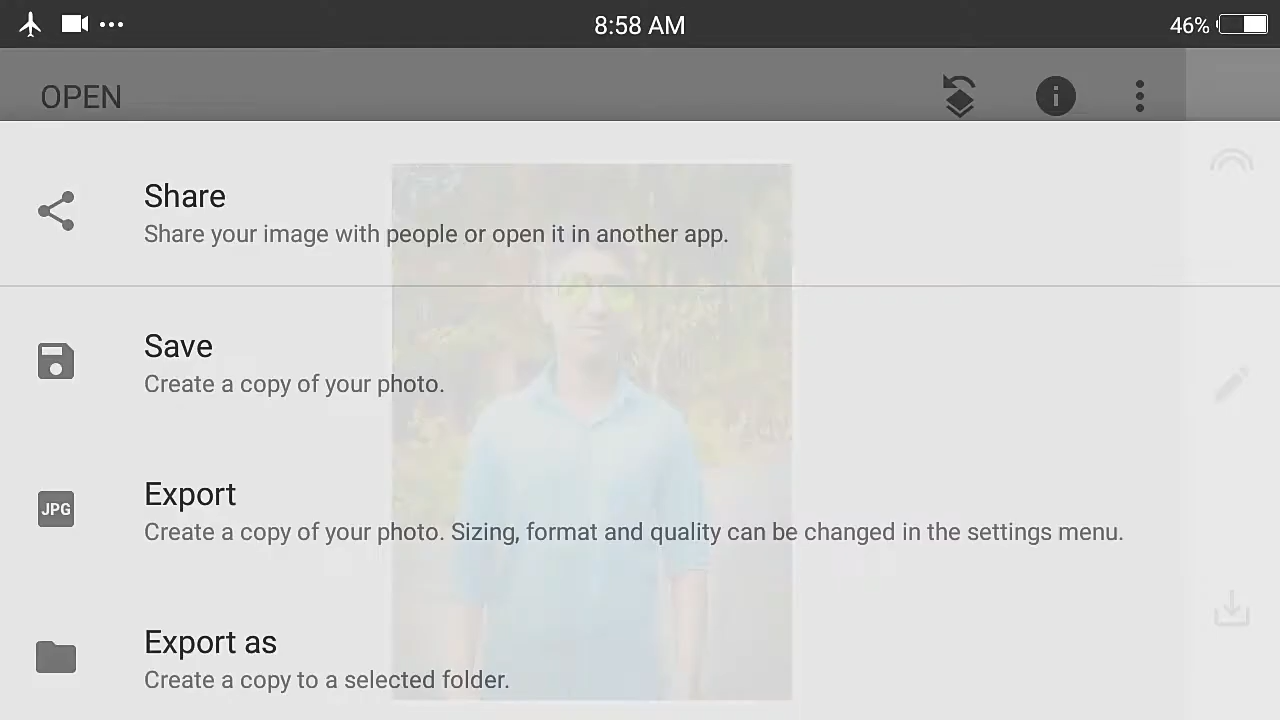 8:58 AM
46%
OPEN
Share
Share your image with people or open it in another app.
Save
Create a copy of your photo.
JPG
Export
Create a copy of your photo. Sizing, format and quality can be changed in the settings menu.
Export as
Create a copy to a selected folder.